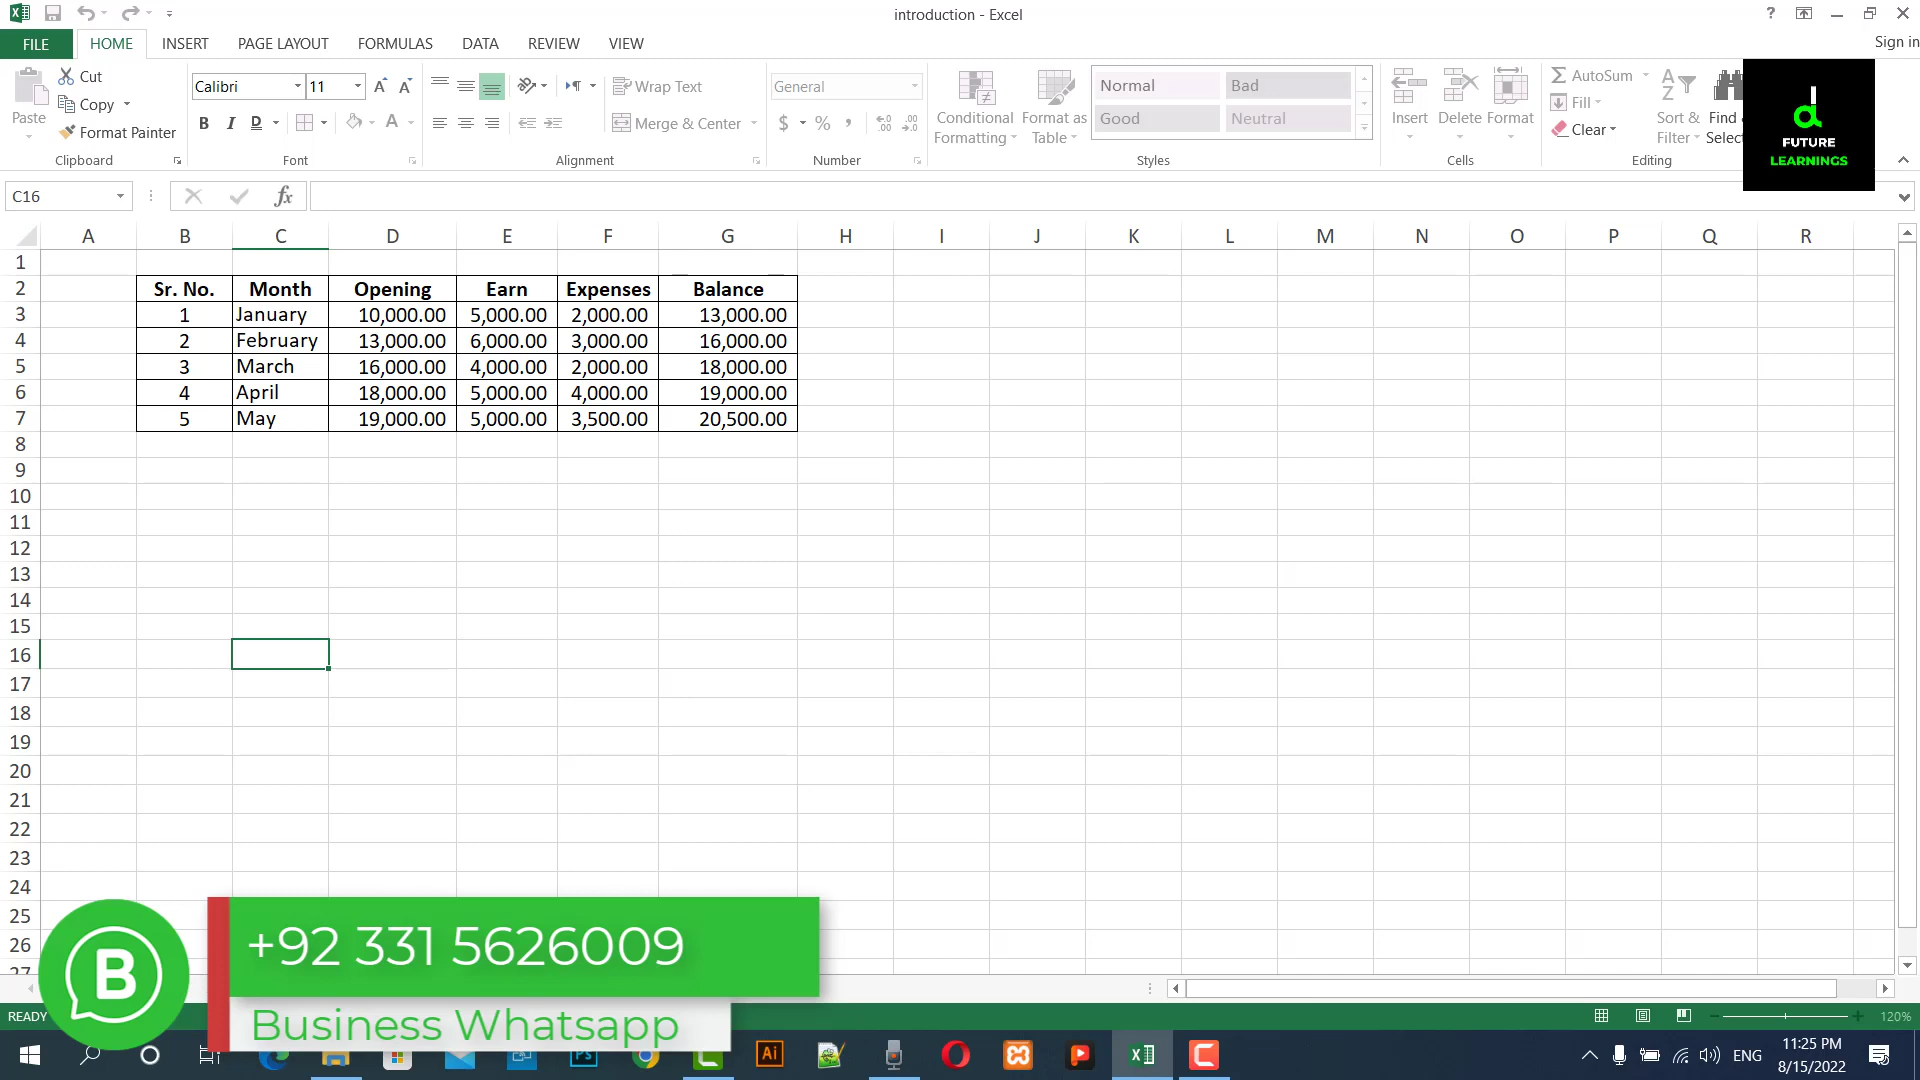 introduction - Excel
Sign in
FILE HOME INSERT PAGE LAYOUT FORMULAS DATA REVIEW VIEW
Paste
Cut
Copy
Format Painter
Clipboard
Calibri 11
B I D
Font
Wrap Text
Merge & Center
Alignment
General
$ % ,
Number
Conditional Formatting
Format as Table
Normal Bad
Good Neutral
Styles
Insert Delete Format
Cells
AutoSum
Fill
Clear
Sort & Filter
Find
Select
Editing
FUTURE
LEARNINGS
C16
fx
A B C D E F G H I J K L M N O P Q R
1
2 Sr. No. Month Opening Earn Expenses Balance
3 1 January 10,000.00 5,000.00 2,000.00 13,000.00
4 2 February 13,000.00 6,000.00 3,000.00 16,000.00
5 3 March 16,000.00 4,000.00 2,000.00 18,000.00
6 4 April 18,000.00 5,000.00 4,000.00 19,000.00
7 5 May 19,000.00 5,000.00 3,500.00 20,500.00
8
9
10
11
12
13
14
15
16
17
18
19
20
21
22
23
24
25
26
27
B
+92 331 5626009
Business Whatsapp
READY
120%
Ps
Ai
ENG
11:25 PM
8/15/2022